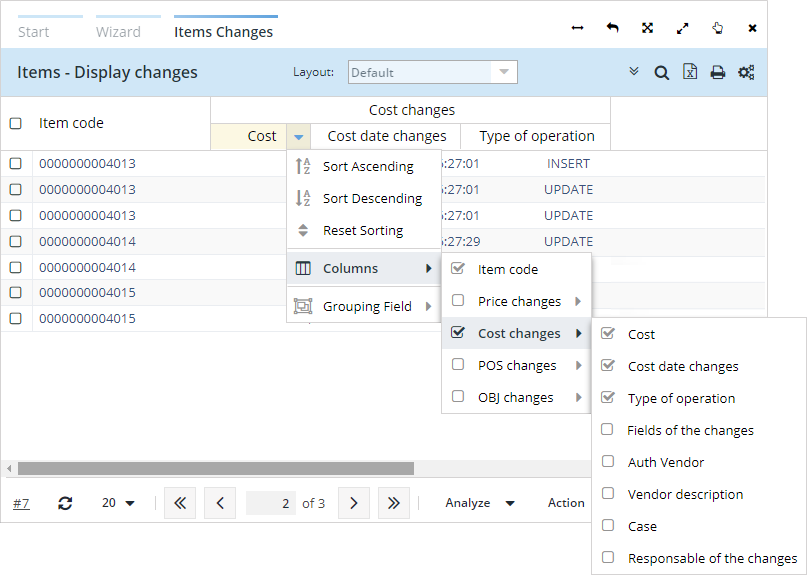 Start Wizard Items Changes
Items - Display changes Layout: Default
Item code Cost changes
Cost Cost date changes Type of operation
0000000004013 :27:01 INSERT
Sort Ascending
0000000004013 :27:01 UPDATE
Sort Descending
0000000004013 :27:01 UPDATE
Reset Sorting
0000000004014 :27:29 UPDATE
0000000004014 Columns Item code
0000000004015 Grouping Field Price changes
0000000004015
Cost changes Cost
POS changes Cost date changes
OBJ changes Type of operation
Fields of the changes
Auth Vendor
Vendor description
#7 20 2 of 3 Analyze Action
Case
Responsable of the changes